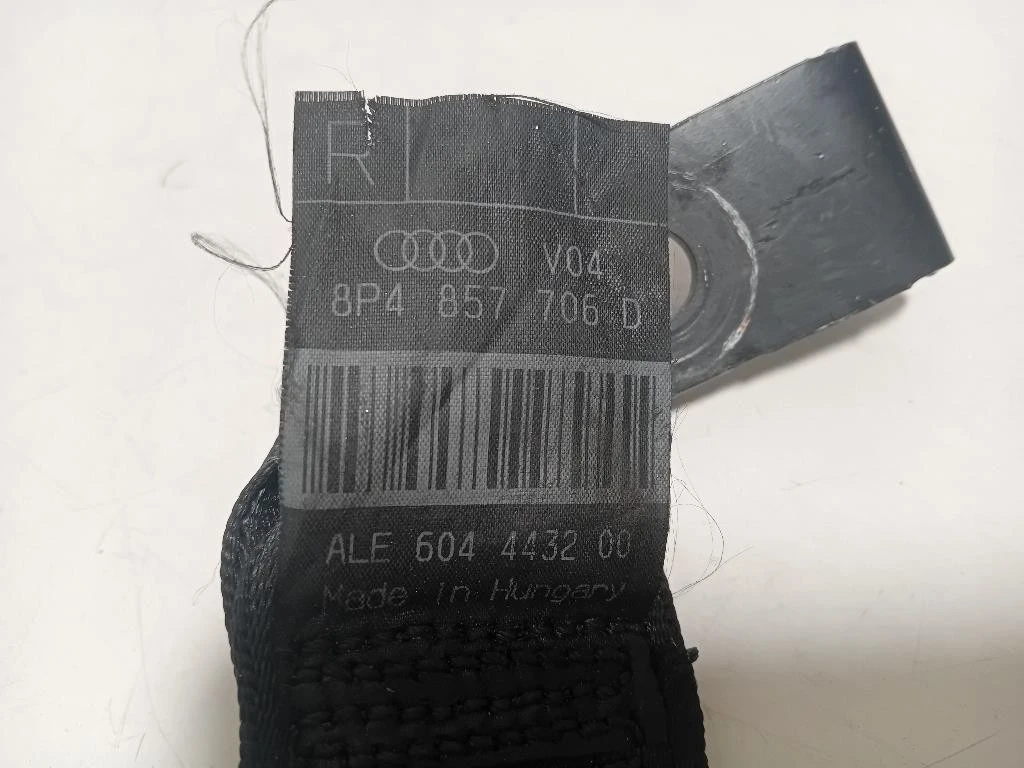 R
V04
8P4 857 706 D
ALE 604 4432 00
Made in Hungary